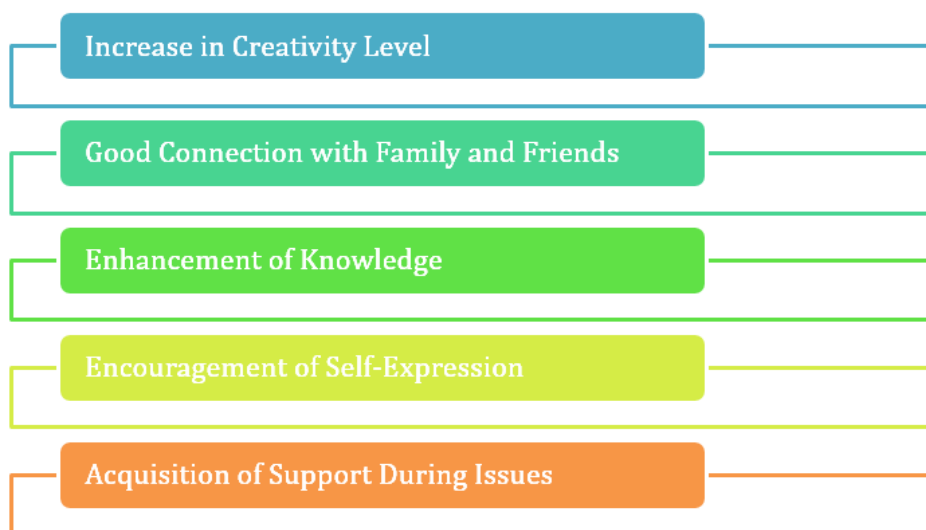 Increase in Creativity Level
Good Connection with Family and Friends
Enhancement of Knowledge
Encouragement of Self-Expression
Acquisition of Support During Issues